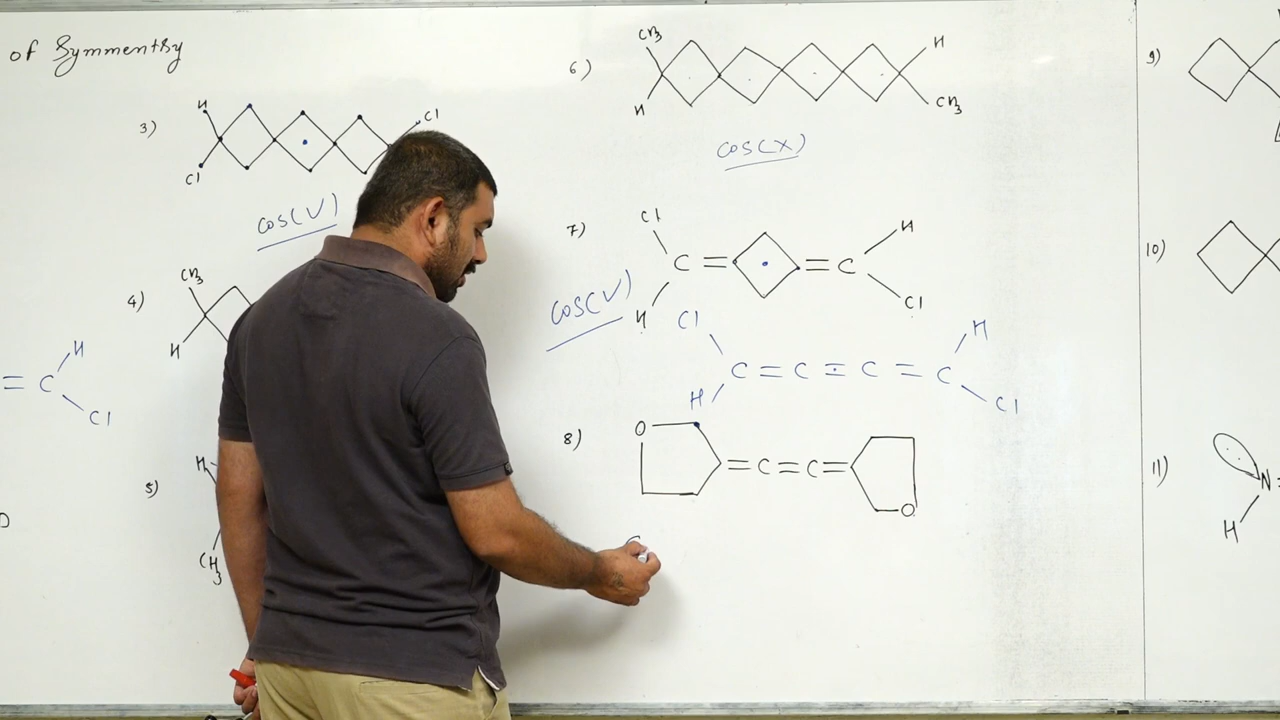 of Symmentry
3)
H
Cl
Cl
COS(✓)
4)
CH3
H
= C
H
Cl
5)
H
CH3
6)
CH3
H
H
CH3
COS(X)
7)
Cl
H
C = = C
H
Cl
COS(✓)
Cl
H
C = C = C = C
H
Cl
8)
O
= C = C =
O
9)
10)
11)
N =
H